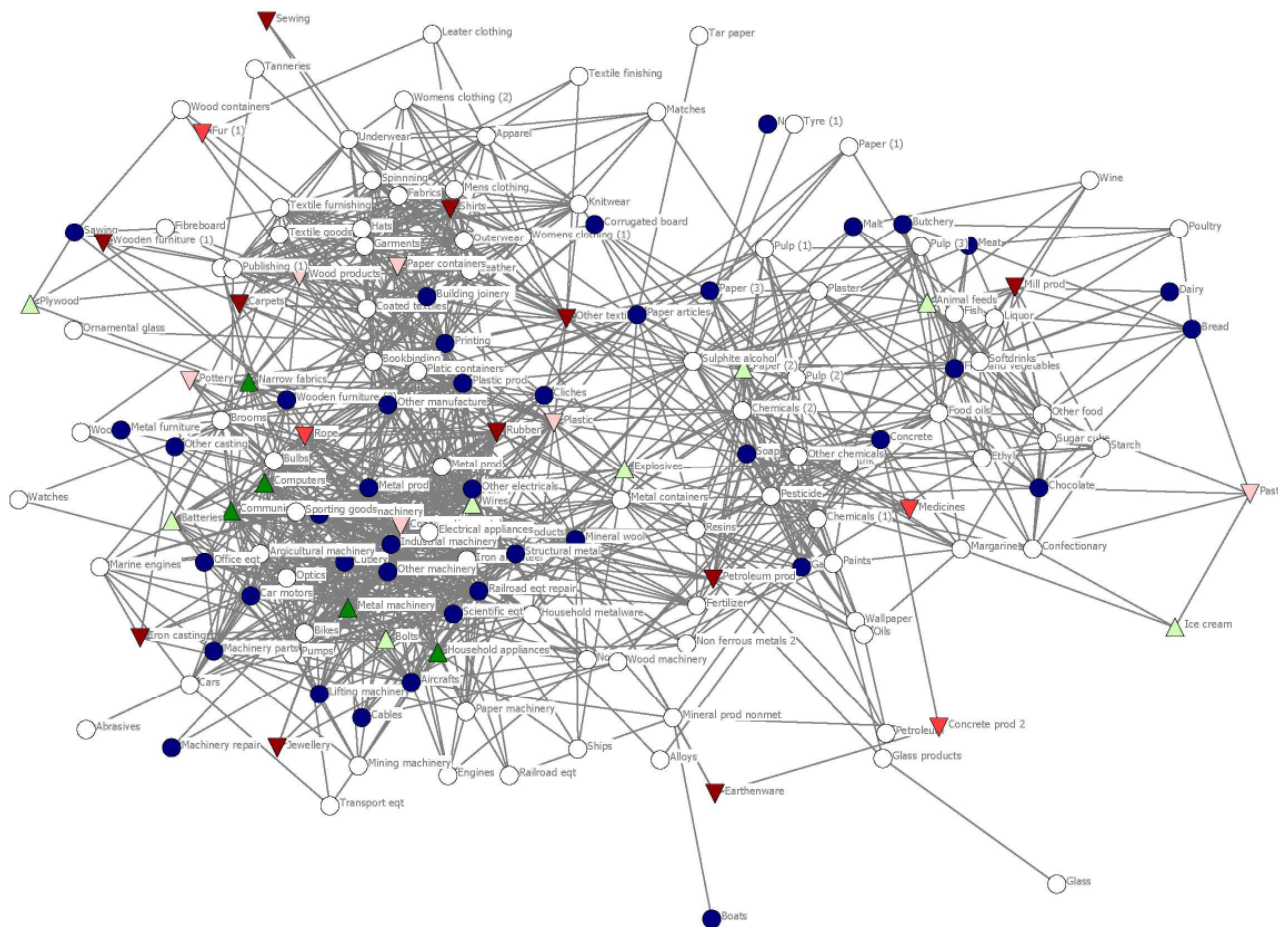 Sewing
Leater clothing
Tar paper
Tanneries
Textile finishing
Womens clothing (2)
Wood containers
Matches
Fur (1)
Underwear
Apparel
Tyre (1)
Paper (1)
Spinnning
Fabrics
Mens clothing
Wine
Textile furnishing
Shirts
Knitwear
Sawing
Fibreboard
Textile goods
Hats
Corrugated board
Malt
Butchery
Poultry
Wooden furniture (1)
Garments
Outerwear
Womens clothing (1)
Pulp (1)
Pulp (3)
Meat
Publishing (1)
Wood products
Paper containers
Plywood
Carpets
Building joinery
Paper (3)
Plaster
Mill prod
Dairy
Coated textiles
Animal feeds
Fish
Liquor
Ornamental glass
Printing
Paper articles
Bread
Bookbinding
Platic containers
Sulphite alcohol
Paper (2)
Softdrinks
and vegetables
Pottery
Narrow fabrics
Plastic prod
Pulp (2)
Wooden furniture
Other manufacture
Cliches
Chemicals (2)
Food oils
Other food
Metal furniture
Brooms
Rope
Rubber
Plastic
Concrete
Other casting
Sugar cube
Starch
Bulbs
Metal prod
Soap
Other chemicals
Ethyl
Computers
Metal prod
Other electricals
Explosives
Chocolate
Past
Watches
Wires
Metal containers
Pesticide
Medicines
Batteries
Sporting goods
machinery
Electrical appliances
Resins
Chemicals (1)
Industrial machinery
Mineral wool
Margarines
Confectionary
Marine engines
Office eqt
Argicultural machinery
Cutlery
Structural metal
Paints
Optics
Other machinery
Petroleum prod
Car motors
Metal machinery
Railroad eqt repair
Scientific eqt
Household metalware
Fertilizer
Wallpaper
Ice cream
Iron casting
Bikes
Bolts
Oils
Machinery parts
Pumps
Household appliances
Wood machinery
Non ferrous metals 2
Cars
Lifting machinery
Aircrafts
Abrasives
Cables
Paper machinery
Mineral prod nonmet
Concrete prod 2
Machinery repair
Jewellery
Ships
Alloys
Glass products
Mining machinery
Engines
Railroad eqt
Transport eqt
Earthenware
Glass
Boats